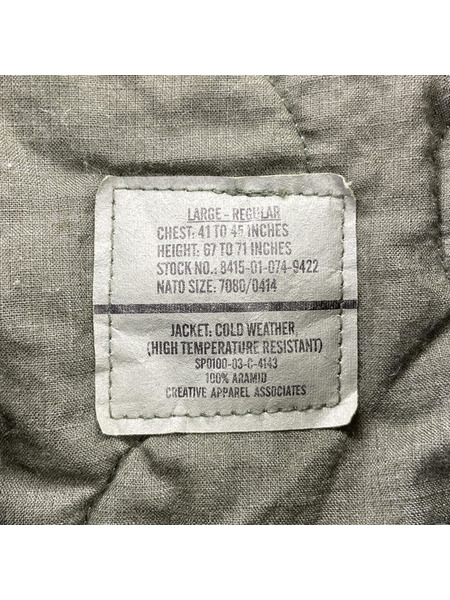 LARGE - REGULAR
CHEST: 41 TO 45 INCHES
HEIGHT: 67 TO 71 INCHES
STOCK NO.: 8415-01-074-9422
NATO SIZE: 7080/0414
JACKET: COLD WEATHER,
(HIGH TEMPERATURE RESISTANT)
SP0100-03-C-4143
100% ARAMID
CREATIVE APPAREL ASSOCIATES